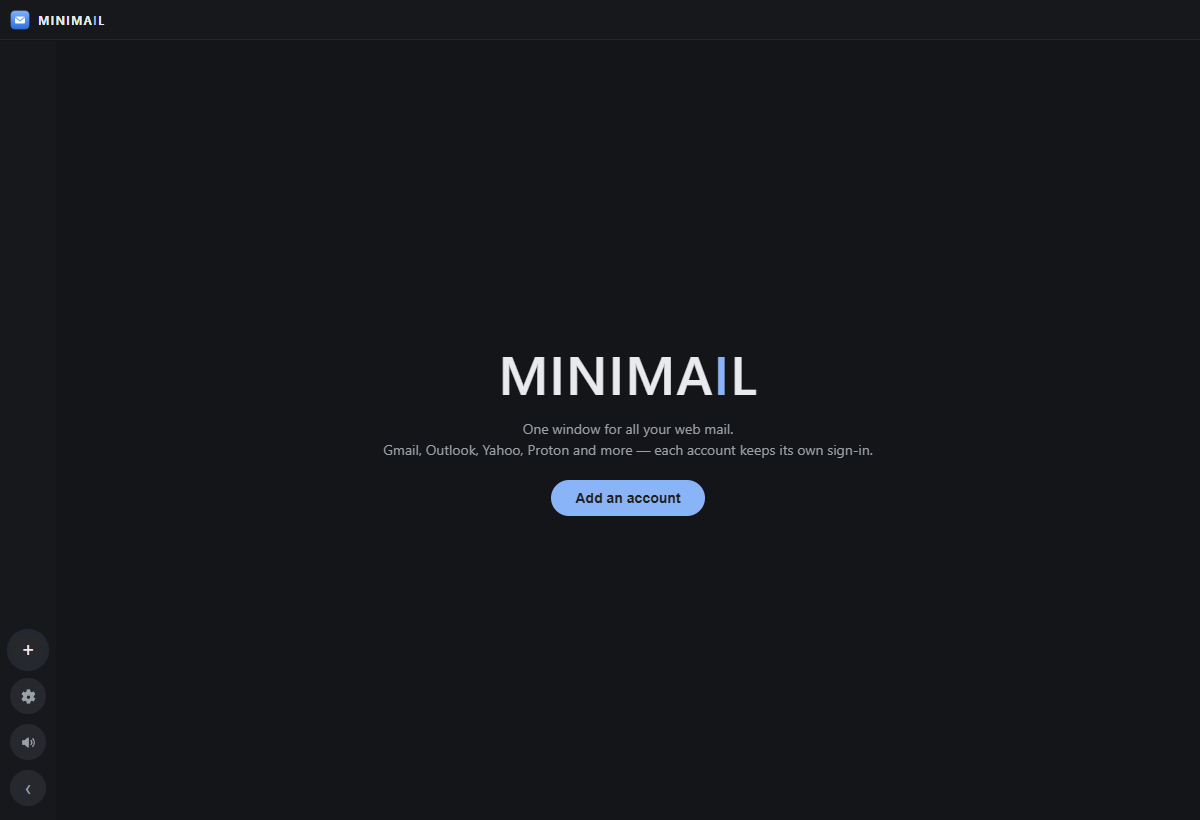 MINIMAIL
MINIMAIL
One window for all your web mail.
Gmail, Outlook, Yahoo, Proton and more — each account keeps its own sign-in.
Add an account